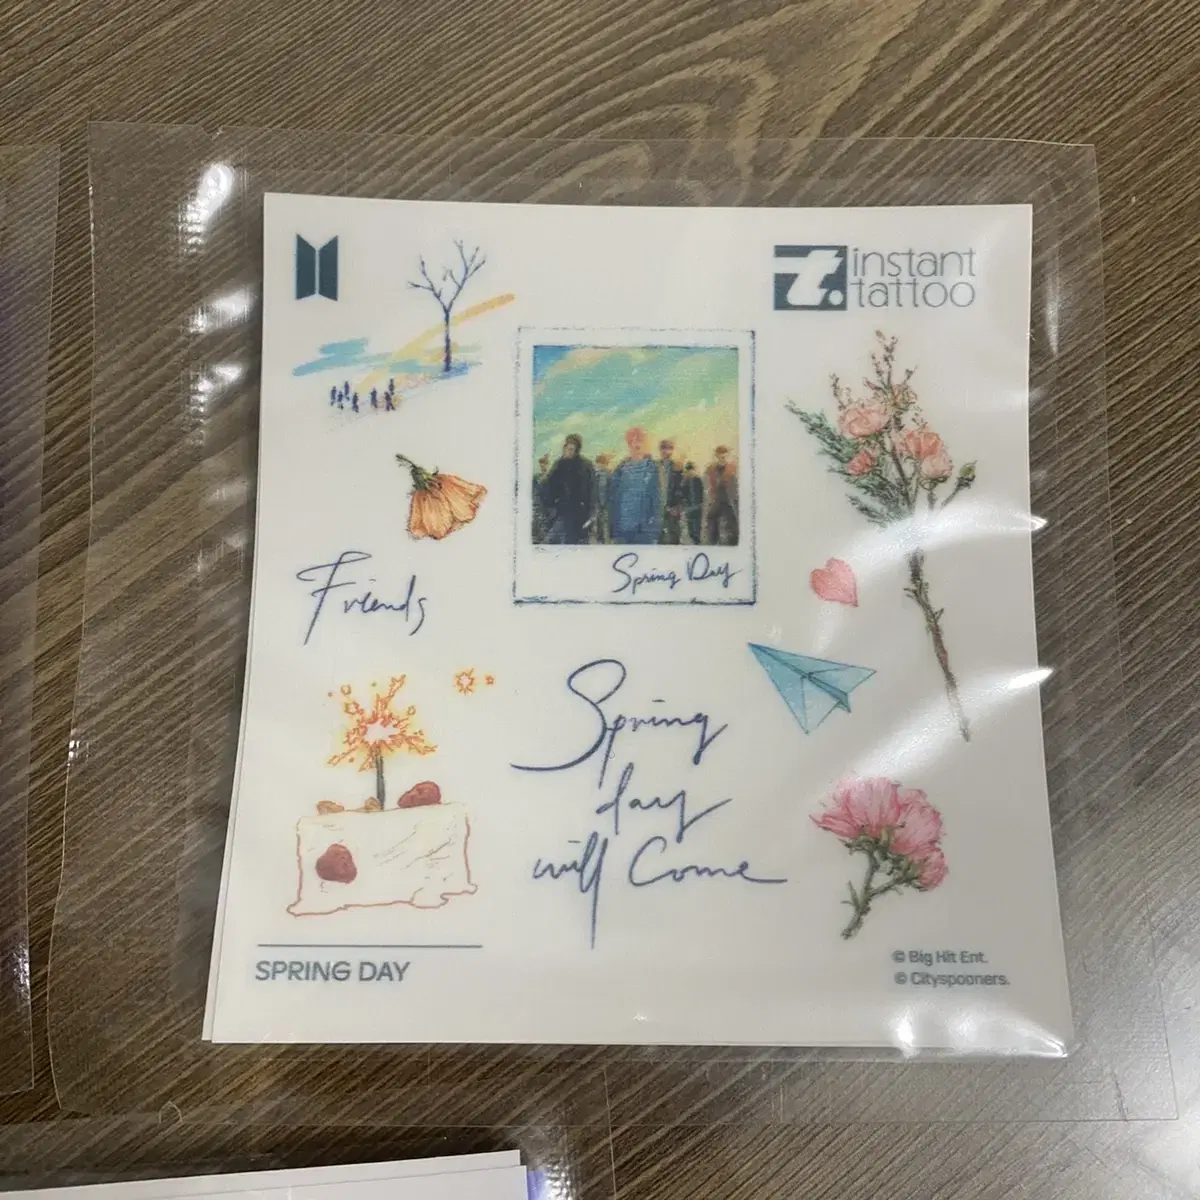 instant
tattoo
Spring Day
Friends
Spring
day
will Come
SPRING DAY
© Big Hit Ent.
© Cityspooners.